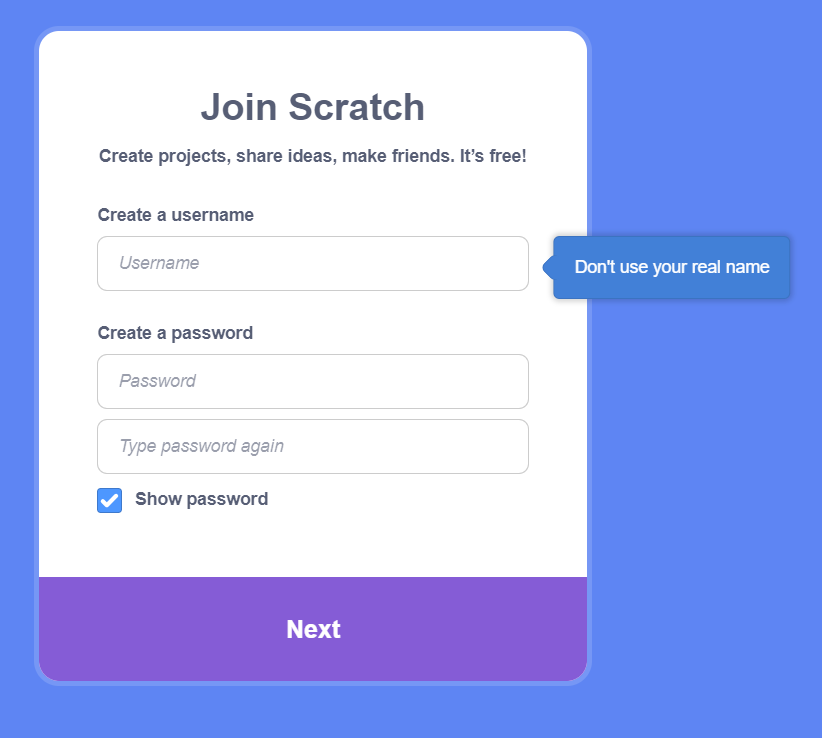 Join Scratch
Create projects, share ideas, make friends. It’s free!
Create a username
Username
Don't use your real name
Create a password
Password
Type password again
Show password
Next